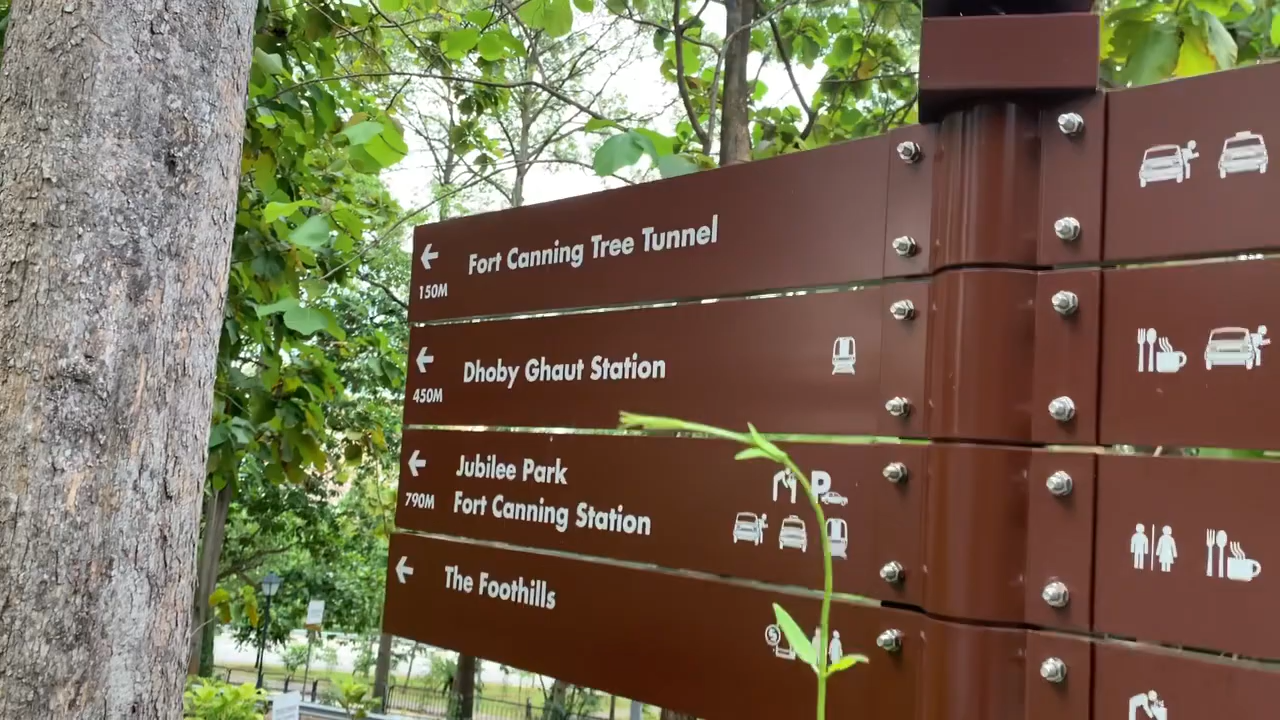 Fort Canning Tree Tunnel
150M
Dhoby Ghaut Station
450M
Jubilee Park
790M
Fort Canning Station
P
The Foothills